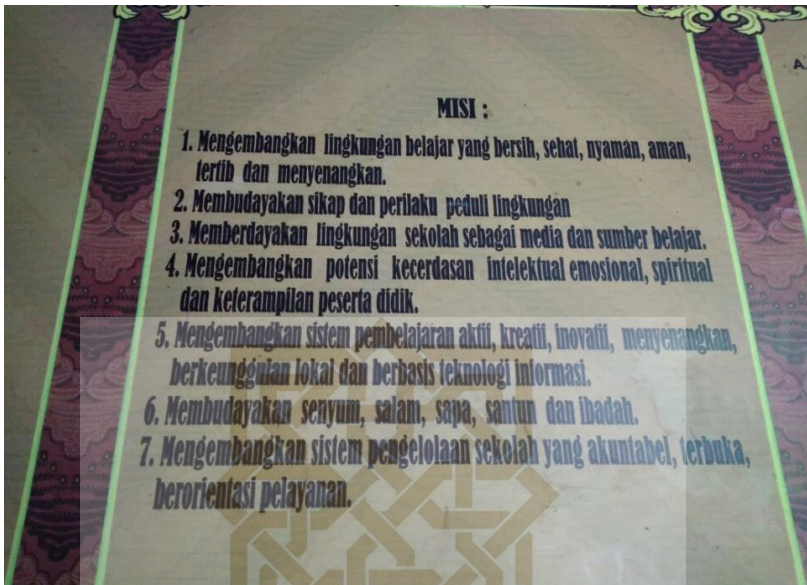 MISI :
1. Mengembangkan lingkungan belajar yang bersih, sehat, nyaman, aman,
tertib dan menyenangkan.
2. Membudayakan sikap dan perilaku peduli lingkungan
3. Memberdayakan lingkungan sekolah sebagai media dan sumber belajar.
4. Mengembangkan potensi kecerdasan intelektual emosional, spiritual
dan keterampilan peserta didik.
5. Mengembangkan sistem pembelajaran aktif, kreatif, inovatif, menyenangkan,
berkeunggulan lokal dan berbasis teknologi informasi.
6. Membudayakan senyum, salam, sapa, santun dan ibadah.
7. Mengembangkan sistem pengelolaan sekolah yang akuntabel, terbuka,
berorientasi pelayanan.